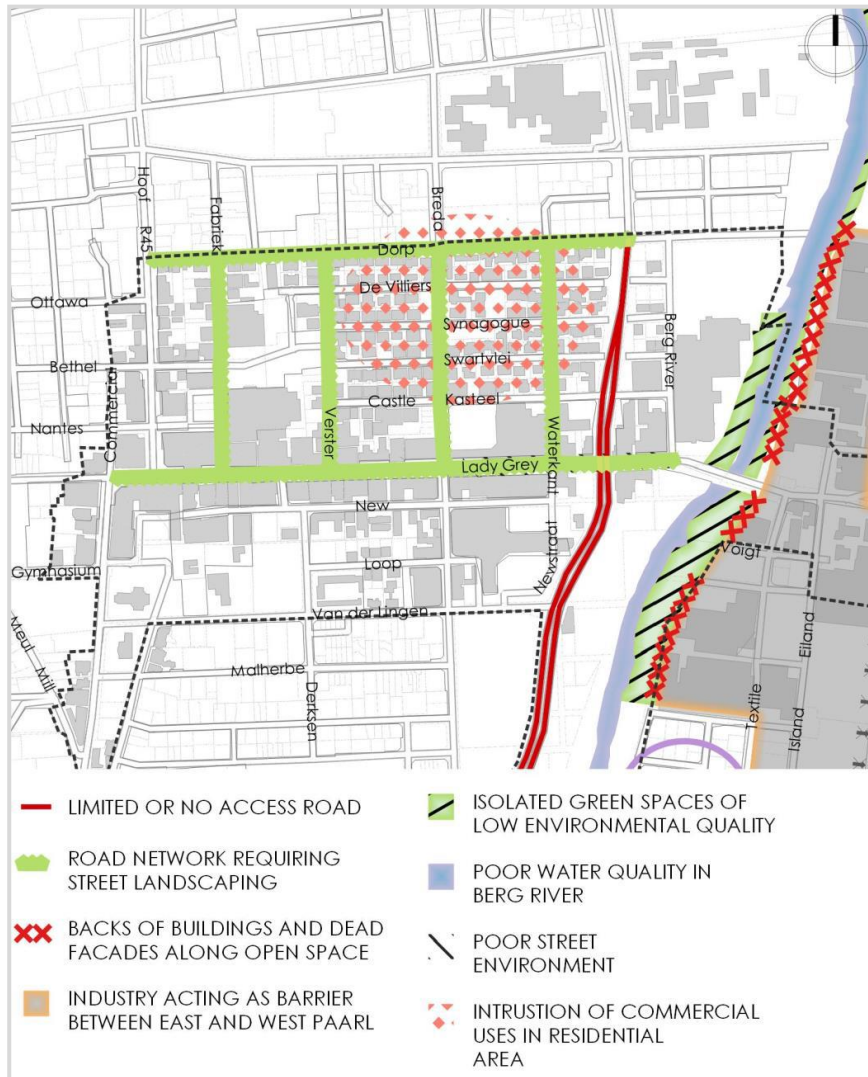 Hoof
R45
Fabriek
Breda
Dorp
De Villiers
Ottawa
Synagogue
Berg River
Bethel
Swartvlei
Castle
Kasteel
Nantes
Commercial
Verster
Waterkant
Lady Grey
New
Newstraat
Loop
Gymnasium
Voigt
Van der Lingen
Meul
Mill
Malherbe
Derksen
Eiland
Textile
Island
LIMITED OR NO ACCESS ROAD
ROAD NETWORK REQUIRING
STREET LANDSCAPING
BACKS OF BUILDINGS AND DEAD
FACADES ALONG OPEN SPACE
INDUSTRY ACTING AS BARRIER
BETWEEN EAST AND WEST PAARL
ISOLATED GREEN SPACES OF
LOW ENVIRONMENTAL QUALITY
POOR WATER QUALITY IN
BERG RIVER
POOR STREET
ENVIRONMENT
INTRUSTION OF COMMERCIAL
USES IN RESIDENTIAL
AREA